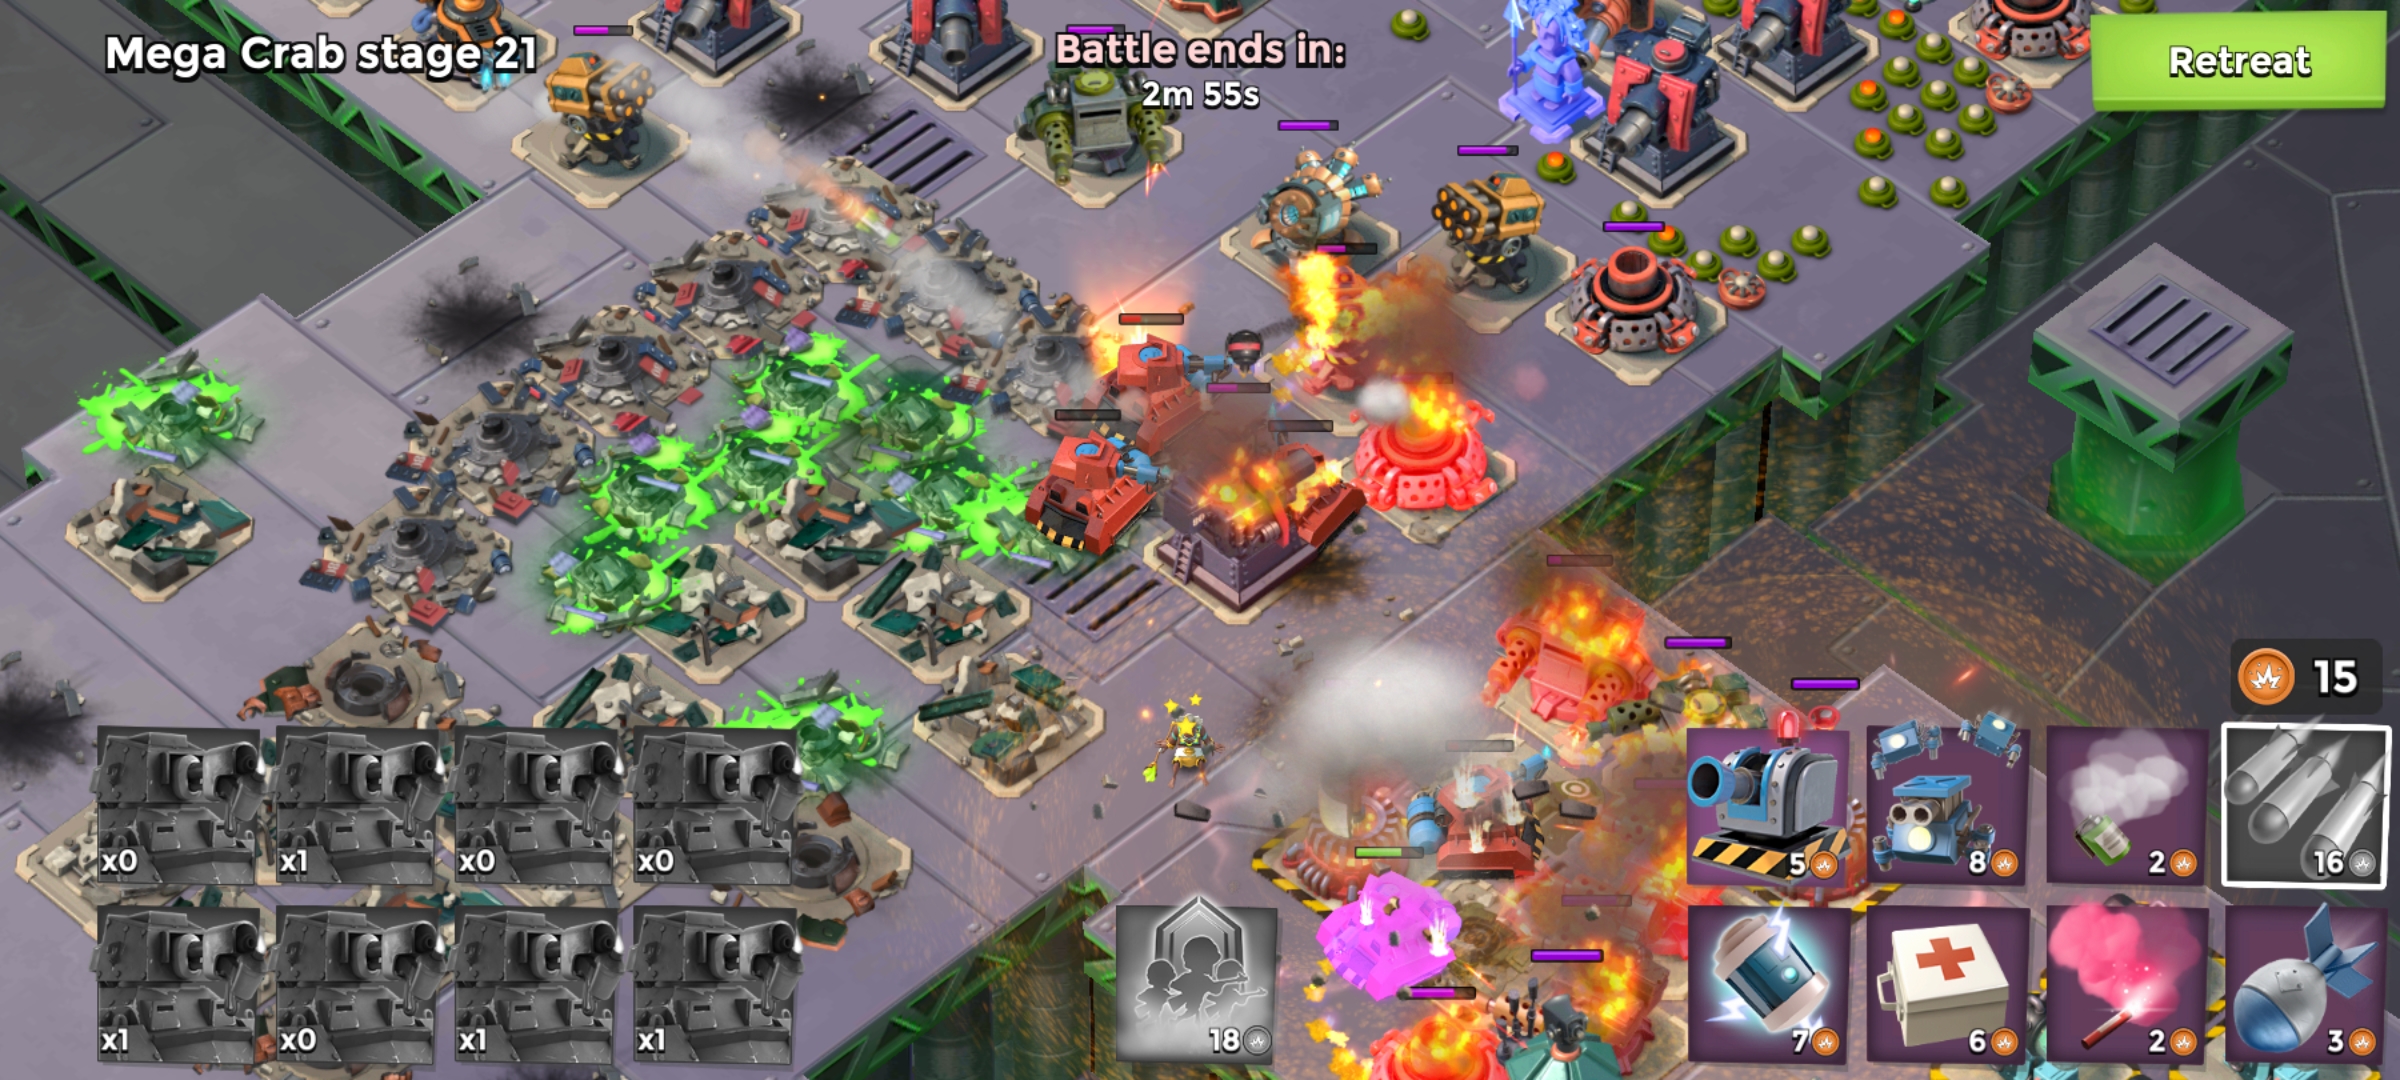 Mega Crab stage 21
Battle ends in:
2m 55s
Retreat
15
x0
x1
x0
x0
5
8
2
16
x1
x0
x1
x1
18
7
6
2
3